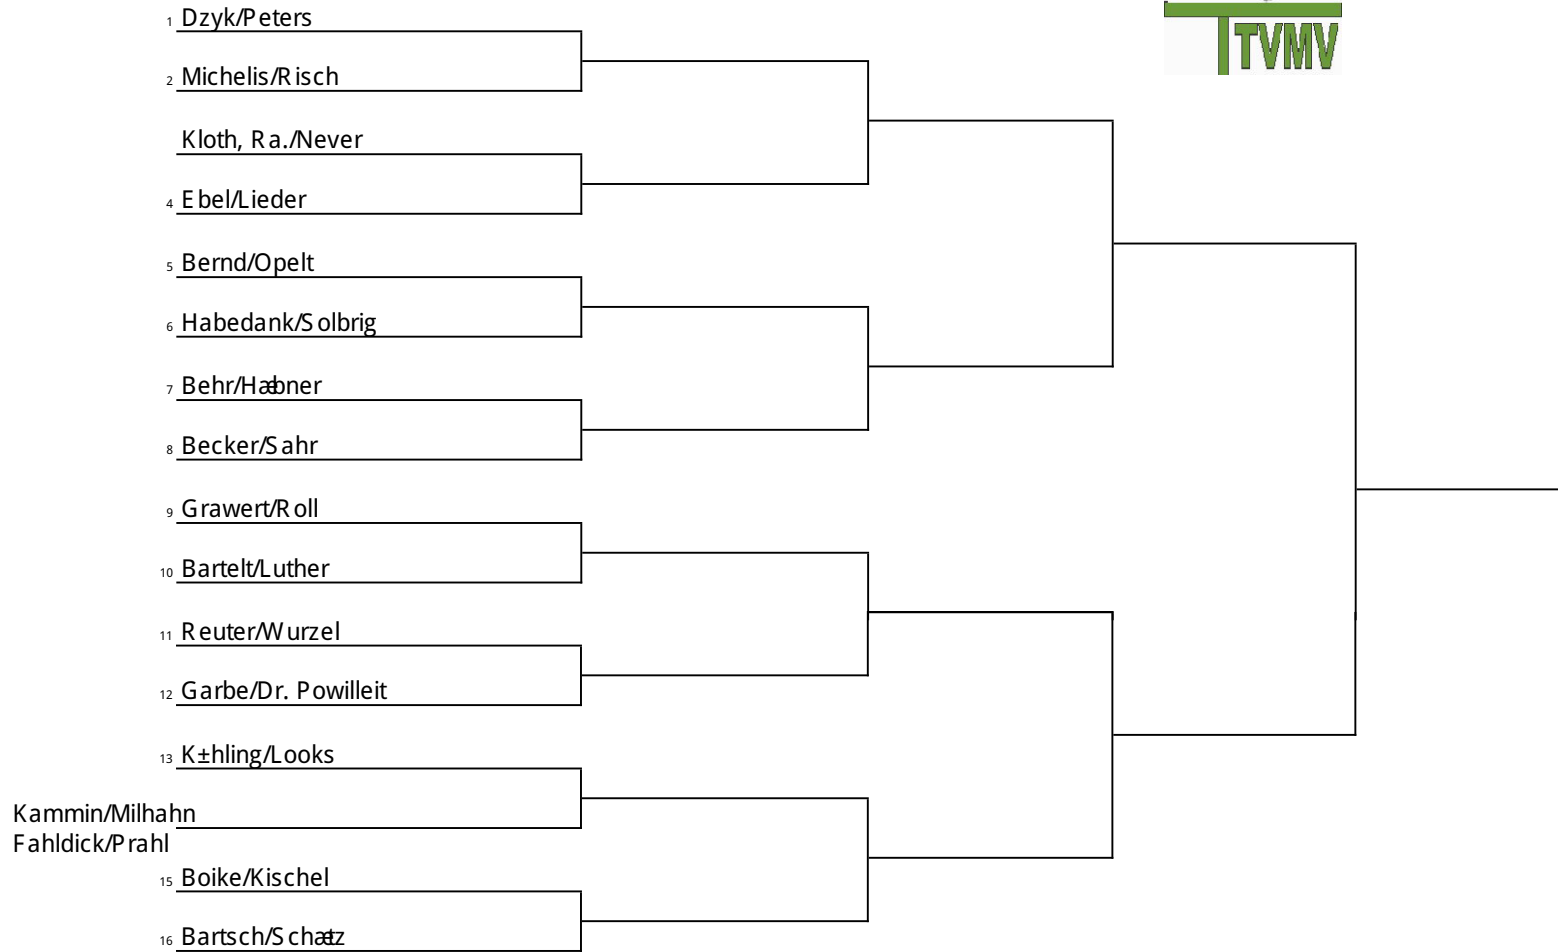 1 Dzyk/Peters
TTVMV
2 Michelis/Risch
Kloth, Ra./Never
4 Ebel/Lieder
5 Bernd/Opelt
6 Habedank/Solbrig
7 Behr/Hæbner
8 Becker/Sahr
9 Grawert/Roll
10 Bartelt/Luther
11 Reuter/Wurzel
12 Garbe/Dr. Powilleit
13 K±hling/Looks
Kammin/Milhahn
Fahldick/Prahl
15 Boike/Kischel
16 Bartsch/Schætz